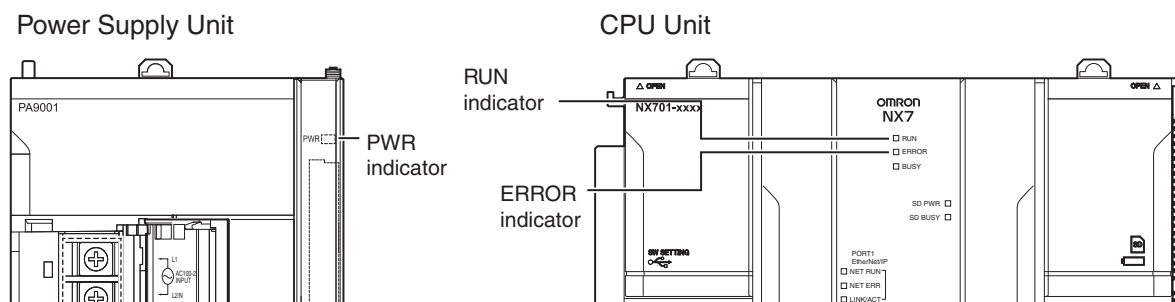 Power Supply Unit
CPU Unit
PA9001
PWR
PWR
indicator
L1
AC100-2
INPUT
L2/N
RUN
indicator
ERROR
indicator
△ OPEN
NX701-xxxx
OMRON
NX7
RUN
ERROR
BUSY
SD PWR
SD BUSY
SW SETTING
PORT1
EtherNet/IP
NET RUN
NET ERR
LINK/ACT
OPEN △
SD